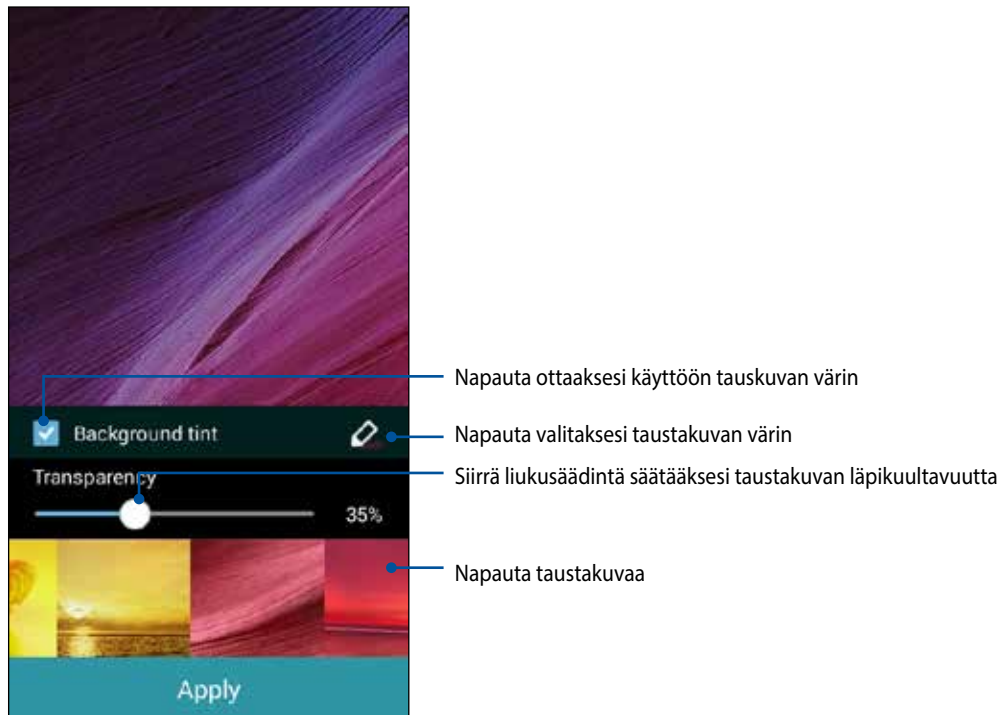 Napauta ottaaksesi käyttöön tauskuvan värin
Background tint
Napauta valitaksesi taustakuvan värin
Transparency
Siirrä liukusäädintä säätääksesi taustakuvan läpikuultavuutta
35%
Napauta taustakuvaa
Apply